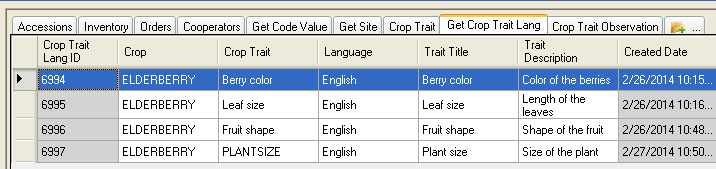 Accessions Inventory Orders Cooperators Get Code Value Get Site Crop Trait Get Crop Trait Lang Crop Trait Observation ...
Crop Trait Lang ID Crop Crop Trait Language Trait Title Trait Description Created Date
6994 ELDERBERRY Berry color English Berry color Color of the berries 2/26/2014 10:15...
6995 ELDERBERRY Leaf size English Leaf size Length of the leaves 2/26/2014 10:16...
6996 ELDERBERRY Fruit shape English Fruit shape Shape of the fruit 2/26/2014 10:48...
6997 ELDERBERRY PLANTSIZE English Plant size Size of the plant 2/27/2014 10:50...